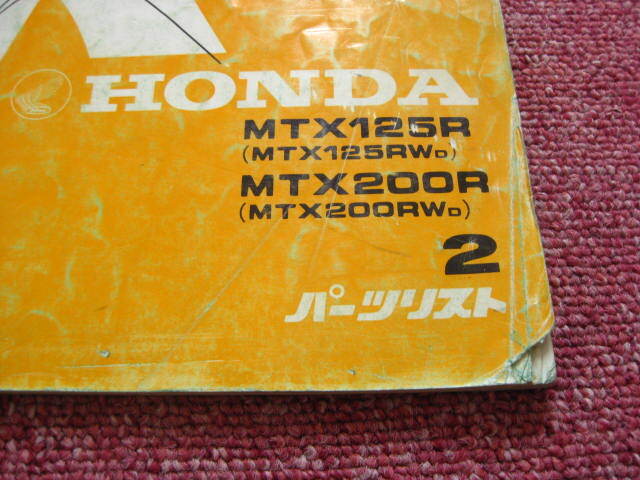 HONDA
MTX125R
(MTX125RWD)
MTX200R
(MTX200RWD)
2
パーツリスト